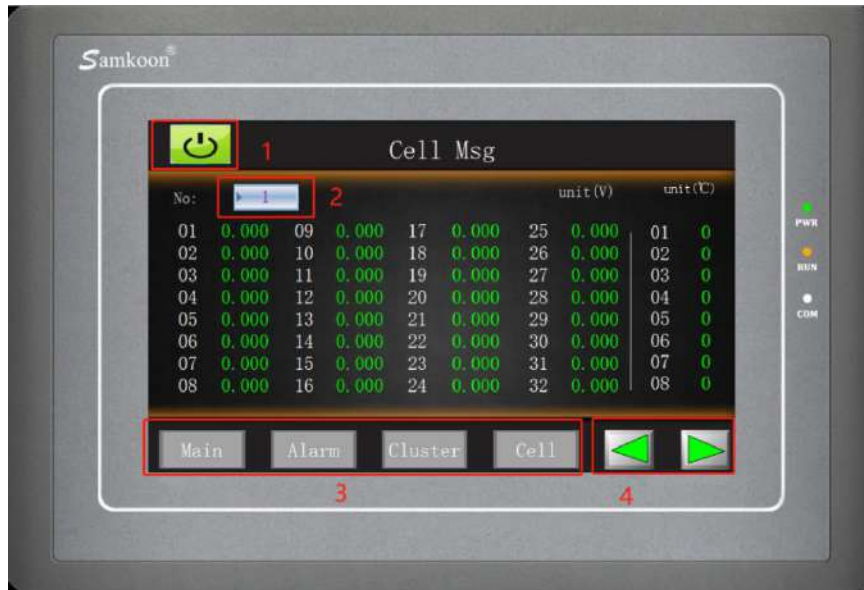 Samkoon®
1
Cell Msg
No: 1 2 unit(V) unit(℃)
01 0.000 09 0.000 17 0.000 25 0.000 01 0
02 0.000 10 0.000 18 0.000 26 0.000 02 0
03 0.000 11 0.000 19 0.000 27 0.000 03 0
04 0.000 12 0.000 20 0.000 28 0.000 04 0
05 0.000 13 0.000 21 0.000 29 0.000 05 0
06 0.000 14 0.000 22 0.000 30 0.000 06 0
07 0.000 15 0.000 23 0.000 31 0.000 07 0
08 0.000 16 0.000 24 0.000 32 0.000 08 0
PWR
RUN
COM
Main Alarm Cluster Cell
3 4